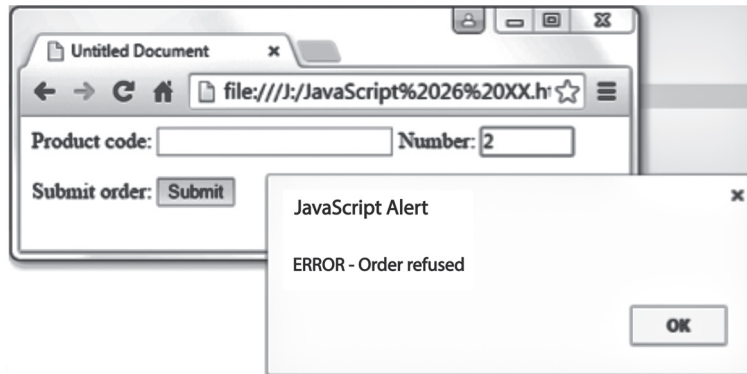 Untitled Document
file:///J:/JavaScript%2026%20XX.h
Product code: Number: 2
Submit order: Submit
JavaScript Alert
ERROR - Order refused
OK